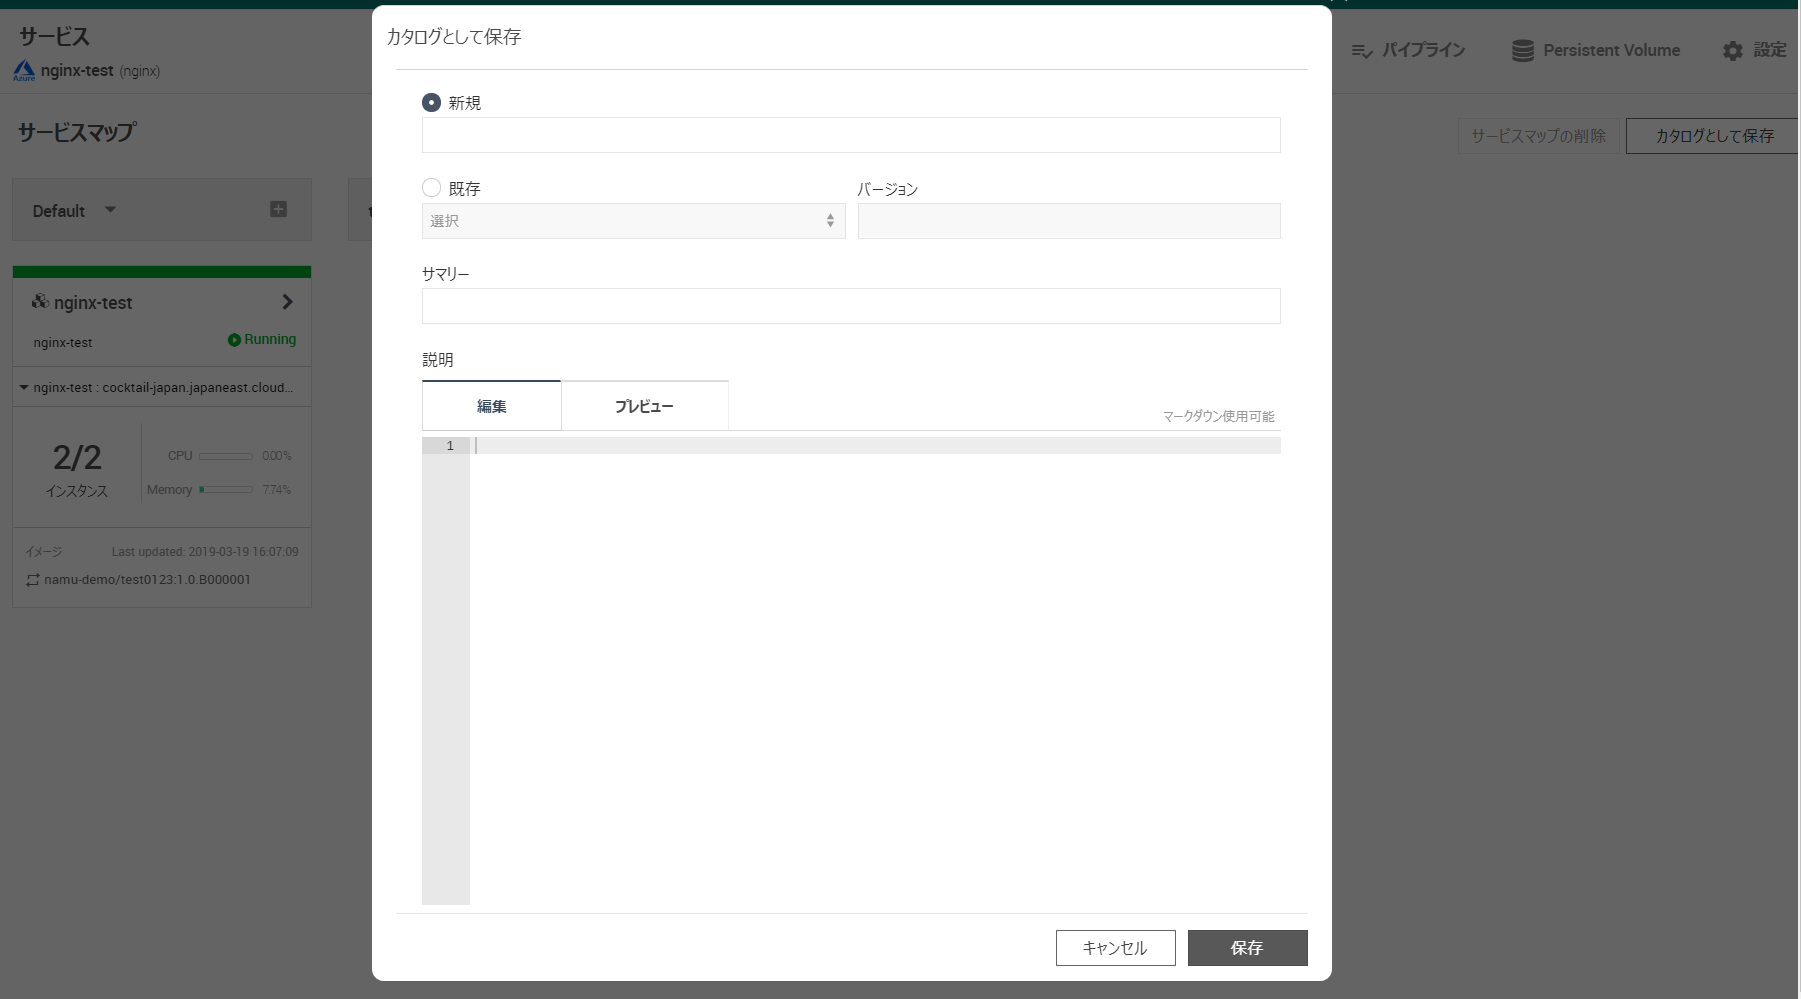 サービス
Azure
nginx-test (nginx)
パイプライン
Persistent Volume
設定
サービスマップ
サービスマップの削除
カタログとして保存
Default
nginx-test
nginx-test
Running
nginx-test : cocktail-japan.japaneast.cloud...
2/2
インスタンス
CPU
0.00%
Memory
7.74%
イメージ
Last updated: 2019-03-19 16:07:09
namu-demo/test0123:1.0.B000001
カタログとして保存
新規
既存
バージョン
選択
サマリー
説明
編集
プレビュー
マークダウン使用可能
1
キャンセル
保存